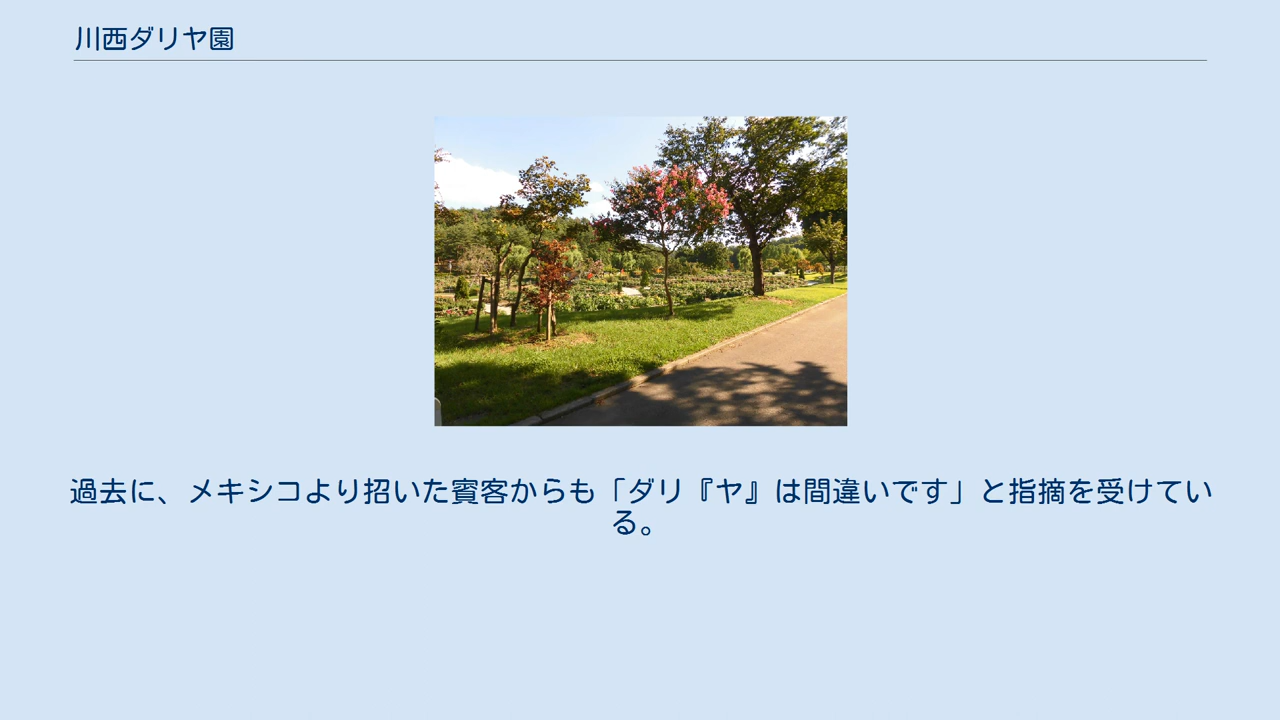 川西ダリヤ園
過去に、メキシコより招いた賓客からも「ダリ『ヤ』は間違いです」と指摘を受けてい
る。